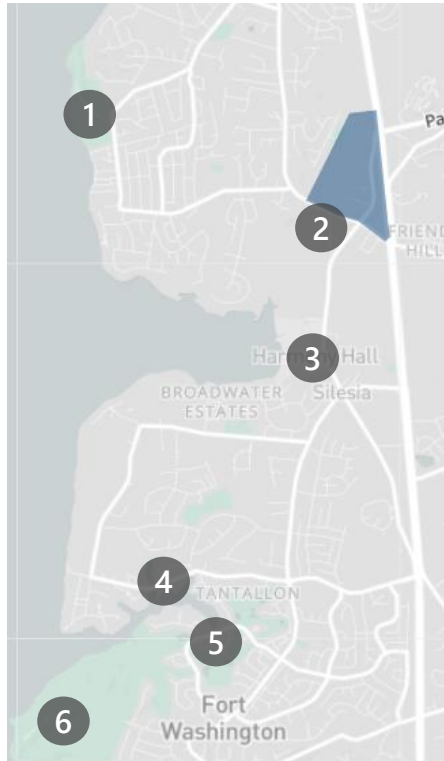 1
Pa
2
FRIEND
HILL
Harmony Hall
3
Silesia
BROADWATER
ESTATES
4
TANTALLON
5
Fort
Washington
6